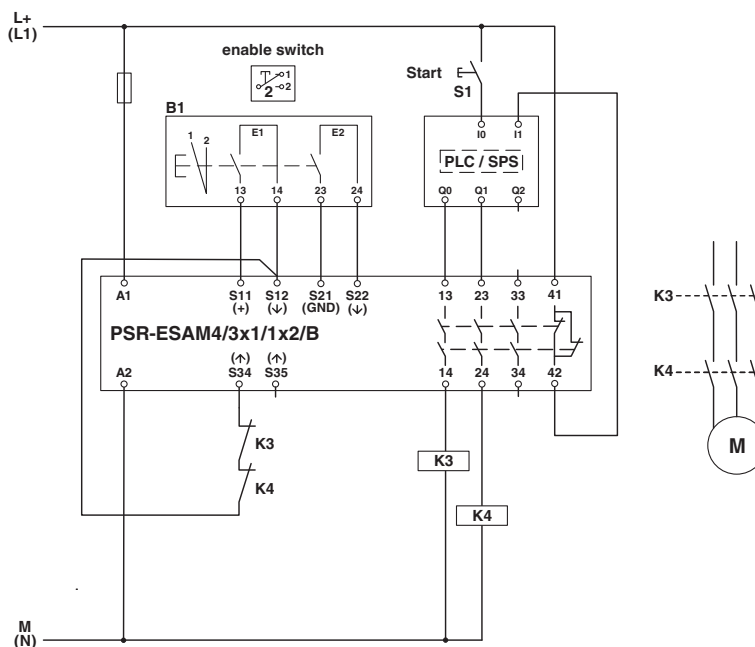 L+
(L1)
enable switch
1
2
2
Start
S1
B1
1 2
E1
E2
13 14 23 24
I0 I1
PLC / SPS
Q0 Q1 Q2
A1
S11 S12 S21 S22
(+) (↓) (GND) (↓)
13 23 33 41
PSR-ESAM4/3x1/1x2/B
(↑) (↑)
A2
S34 S35
14 24 34 42
K3
K4
K3
K4
K3
K4
M
M
(N)